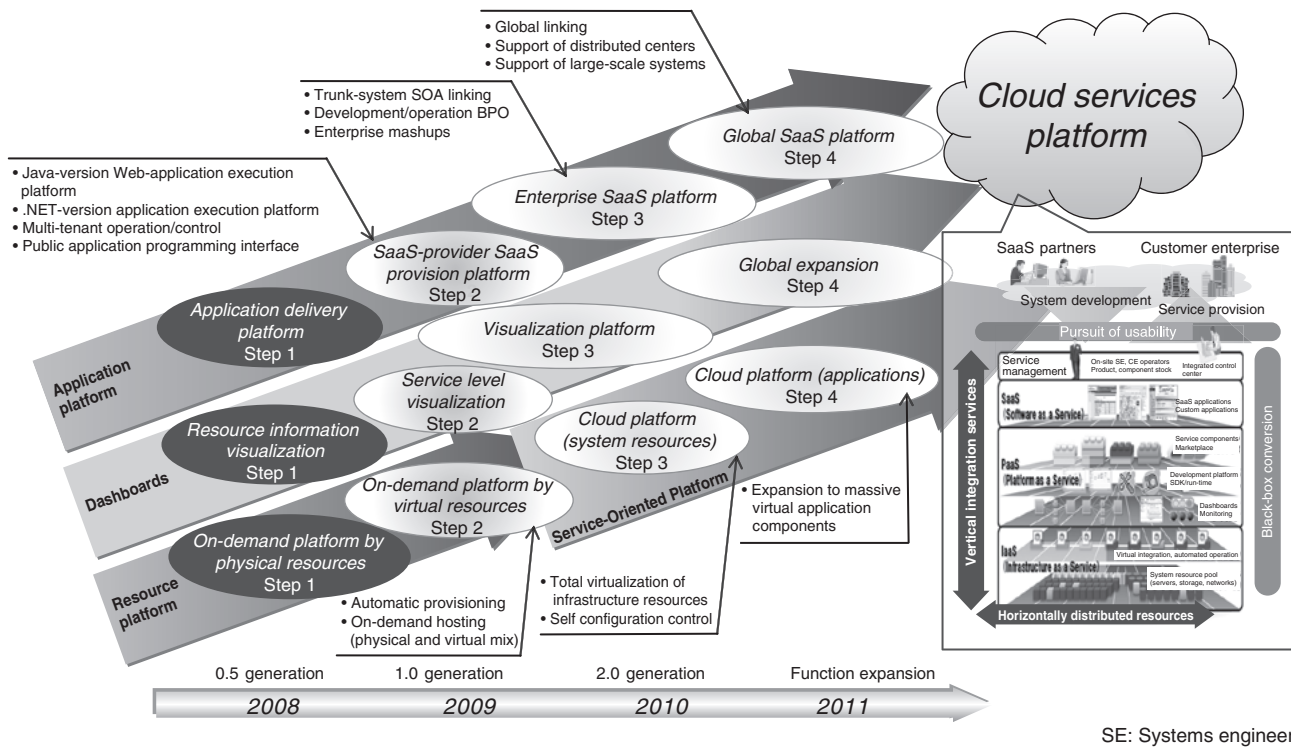 • Global linking
• Support of distributed centers
• Support of large-scale systems
• Trunk-system SOA linking
• Development/operation BPO
• Enterprise mashups
• Java-version Web-application execution
platform
• .NET-version application execution platform
• Multi-tenant operation/control
• Public application programming interface
Cloud services
platform
Global SaaS platform
Step 4
Enterprise SaaS platform
Step 3
SaaS-provider SaaS
provision platform
Step 2
Application delivery
platform
Step 1
Application
platform
Global expansion
Step 4
Visualization platform
Step 3
Service level
visualization
Step 2
Resource information
visualization
Step 1
Dashboards
Cloud platform (applications)
Step 4
Cloud platform
(system resources)
Step 3
Service-Oriented Platform
On-demand platform by
virtual resources
Step 2
On-demand platform by
physical resources
Step 1
Resource
platform
• Automatic provisioning
• On-demand hosting
(physical and virtual mix)
• Total virtualization of
infrastructure resources
• Self configuration control
• Expansion to massive
virtual application
components
SaaS partners
Customer enterprise
System development
Service provision
Pursuit of usability
Vertical integration services
Black-box conversion
Service
management
On-site SE, CE operators
Product, component stock
Integrated control
center
SaaS
(Software as a Service)
SaaS applications
Custom applications
PaaS
(Platform as a Service)
Service components
Marketplace
Development platform
SDK/run-time
Dashboards
Monitoring
IaaS
(Infrastructure as a Service)
Virtual integration, automated operation
System resource pool
(servers, storage, networks)
Horizontally distributed resources
0.5 generation
1.0 generation
2.0 generation
Function expansion
2008
2009
2010
2011
SE: Systems engineer